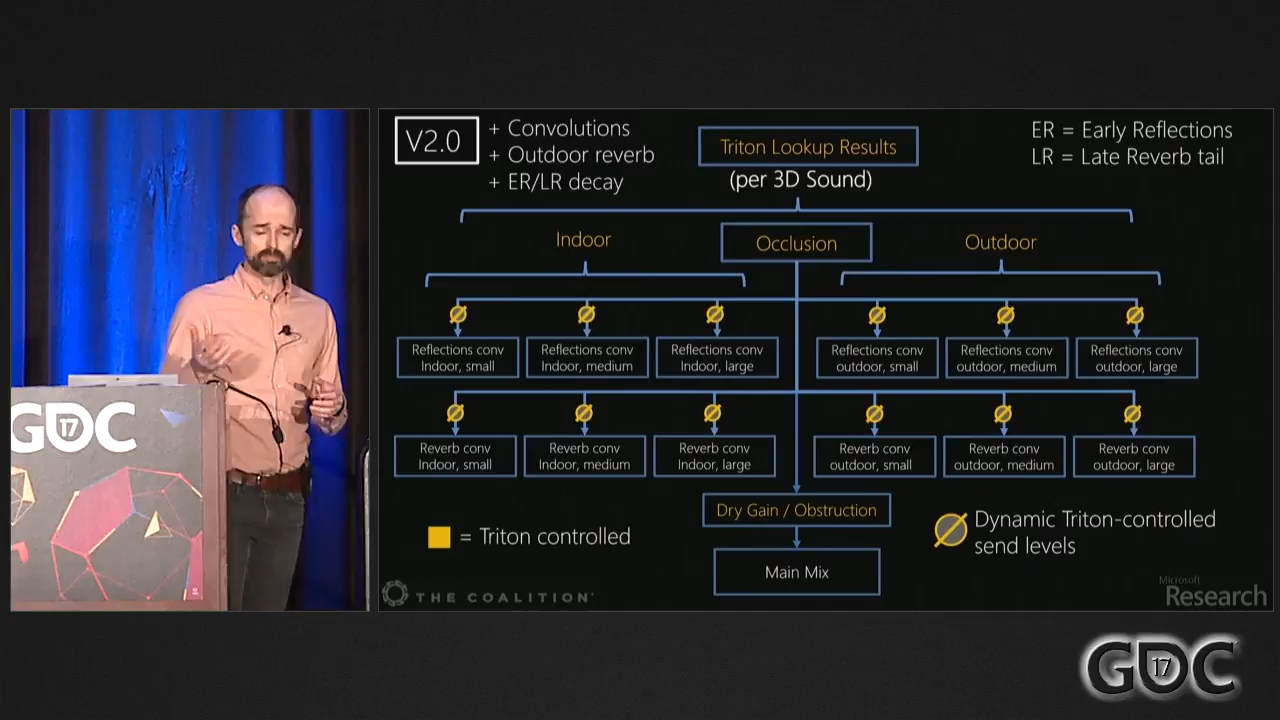 V2.0
+ Convolutions
+ Outdoor reverb
+ ER/LR decay
Triton Lookup Results
(per 3D Sound)
ER = Early Reflections
LR = Late Reverb tail
Indoor
Occlusion
Outdoor
Reflections conv
Indoor, small
Reflections conv
Indoor, medium
Reflections conv
Indoor, large
Reflections conv
outdoor, small
Reflections conv
outdoor, medium
Reflections conv
outdoor, large
Reverb conv
Indoor, small
Reverb conv
Indoor, medium
Reverb conv
Indoor, large
Reverb conv
outdoor, small
Reverb conv
outdoor, medium
Reverb conv
outdoor, large
Dry Gain / Obstruction
Main Mix
= Triton controlled
Dynamic Triton-controlled
send levels
THE COALITION
Microsoft
Research
GDC 17
GDC 17